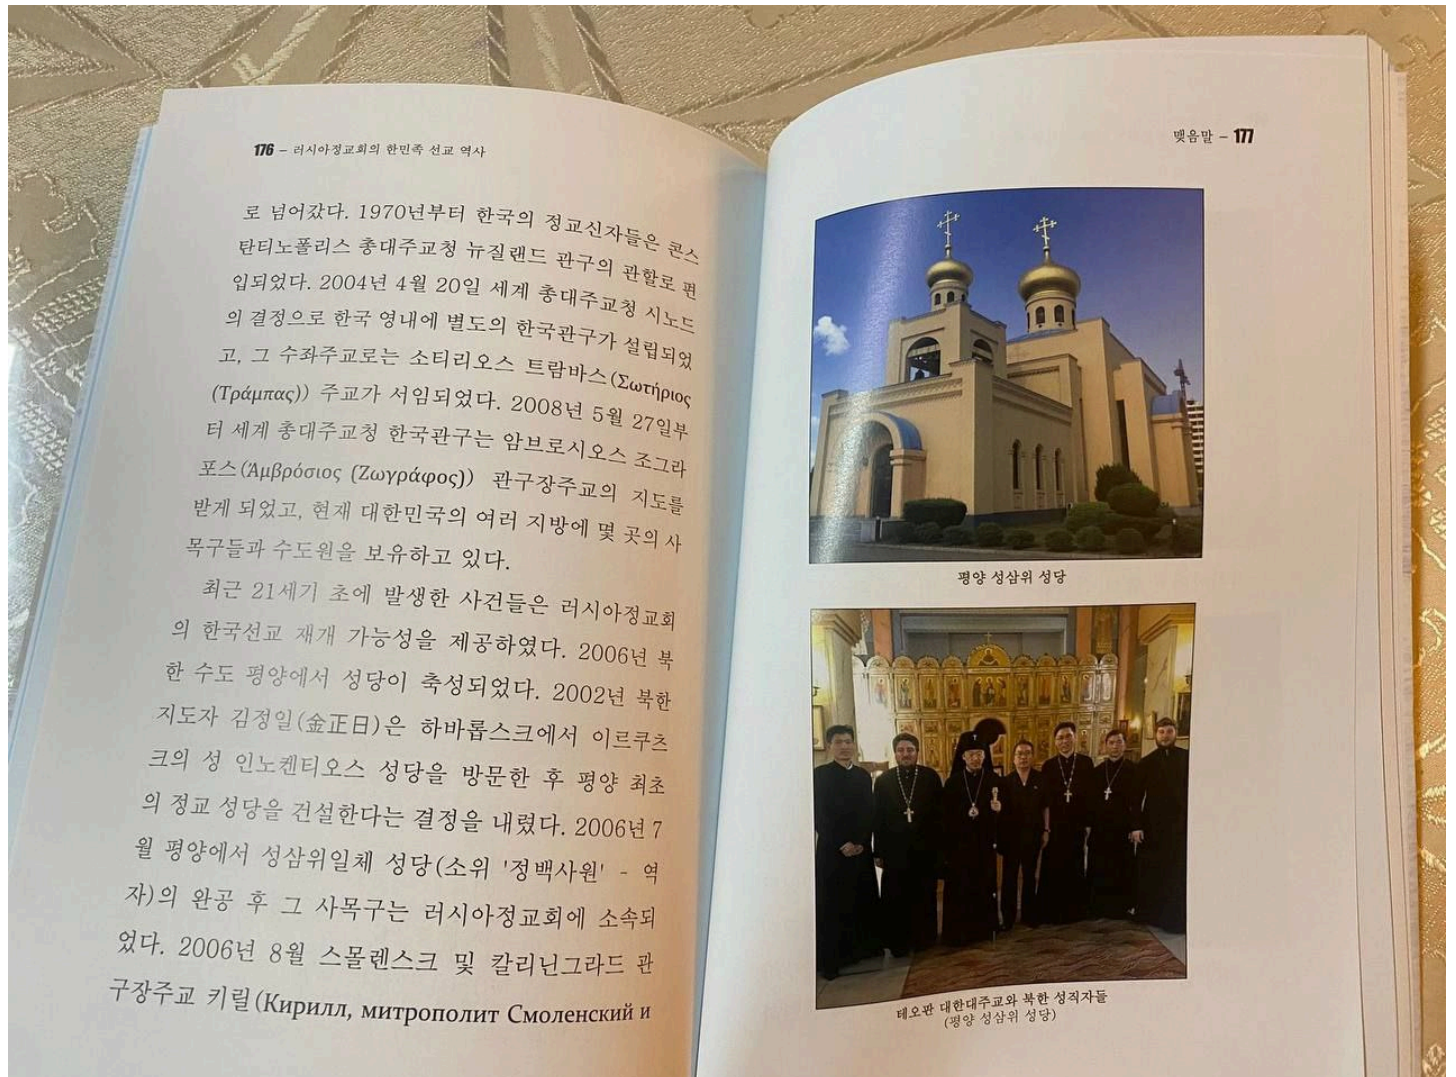 176 – 러시아정교회의 한민족 선교 역사
로 넘어갔다. 1970년부터 한국의 정교신자들은 콘스
탄티노폴리스 총대주교청 뉴질랜드 관구의 관할로 편
입되었다. 2004년 4월 20일 세계 총대주교청 시노드
의 결정으로 한국 영내에 별도의 한국관구가 설립되었
고, 그 수좌주교로는 소티리오스 트람바스(Σωτήριος
(Τράμπας)) 주교가 서임되었다. 2008년 5월 27일부
터 세계 총대주교청 한국관구는 암브로시오스 조그라
포스(Ἀμβρόσιος (Ζωγράφος)) 관구장주교의 지도를
받게 되었고, 현재 대한민국의 여러 지방에 몇 곳의 사
목구들과 수도원을 보유하고 있다.
최근 21세기 초에 발생한 사건들은 러시아정교회
의 한국선교 재개 가능성을 제공하였다. 2006년 북
한 수도 평양에서 성당이 축성되었다. 2002년 북한
지도자 김정일(金正日)은 하바롭스크에서 이르쿠츠
크의 성 인노켄티오스 성당을 방문한 후 평양 최초
의 정교 성당을 건설한다는 결정을 내렸다. 2006년 7
월 평양에서 성삼위일체 성당(소위 '정백사원' - 역
자)의 완공 후 그 사목구는 러시아정교회에 소속되
었다. 2006년 8월 스몰렌스크 및 칼리닌그라드 관
구장주교 키릴(Кирилл, митрополит Смоленский и
맺음말 – 177
평양 성삼위 성당
테오판 대한대주교와 북한 성직자들
(평양 성삼위 성당)